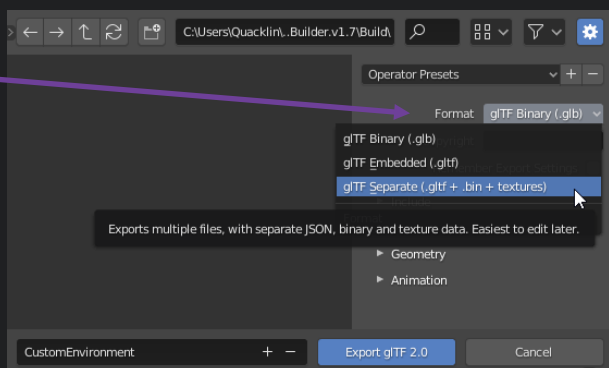 C:\Users\Quacklin\..Builder.v1.7\Build\
Operator Presets
Format glTF Binary (.glb)
glTF Binary (.glb)
glTF Embedded (.gltf)
glTF Separate (.gltf + .bin + textures)
Include
Exports multiple files, with separate JSON, binary and texture data. Easiest to edit later.
Geometry
Animation
CustomEnvironment
Export glTF 2.0
Cancel